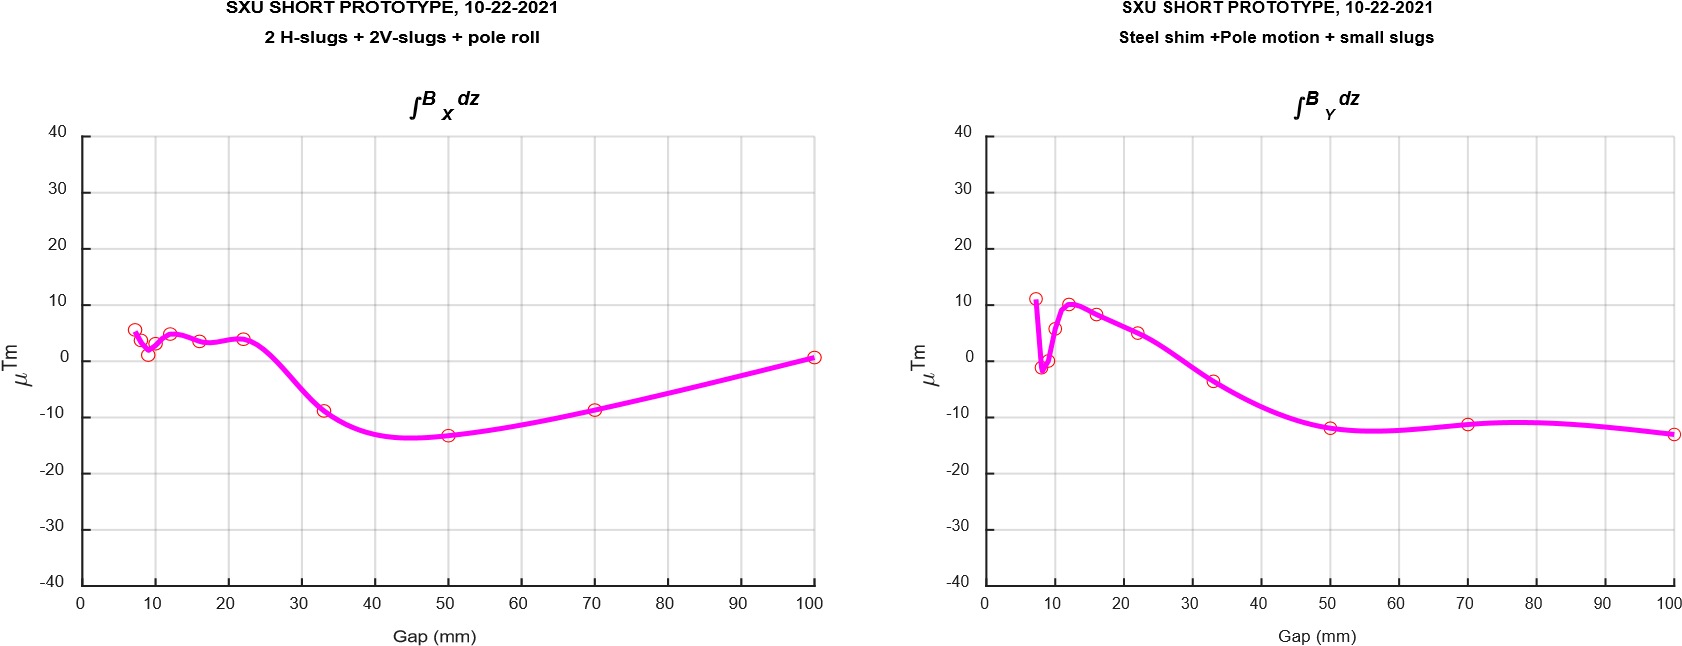 SXU SHORT PROTOTYPE, 10-22-2021
2 H-slugs + 2V-slugs + pole roll
∫B X dz
40
30
20
10
0
-10
-20
-30
-40
μTm
0 10 20 30 40 50 60 70 80 90 100
Gap (mm)
SXU SHORT PROTOTYPE, 10-22-2021
Steel shim +Pole motion + small slugs
∫B Y dz
40
30
20
10
0
-10
-20
-30
-40
μTm
0 10 20 30 40 50 60 70 80 90 100
Gap (mm)